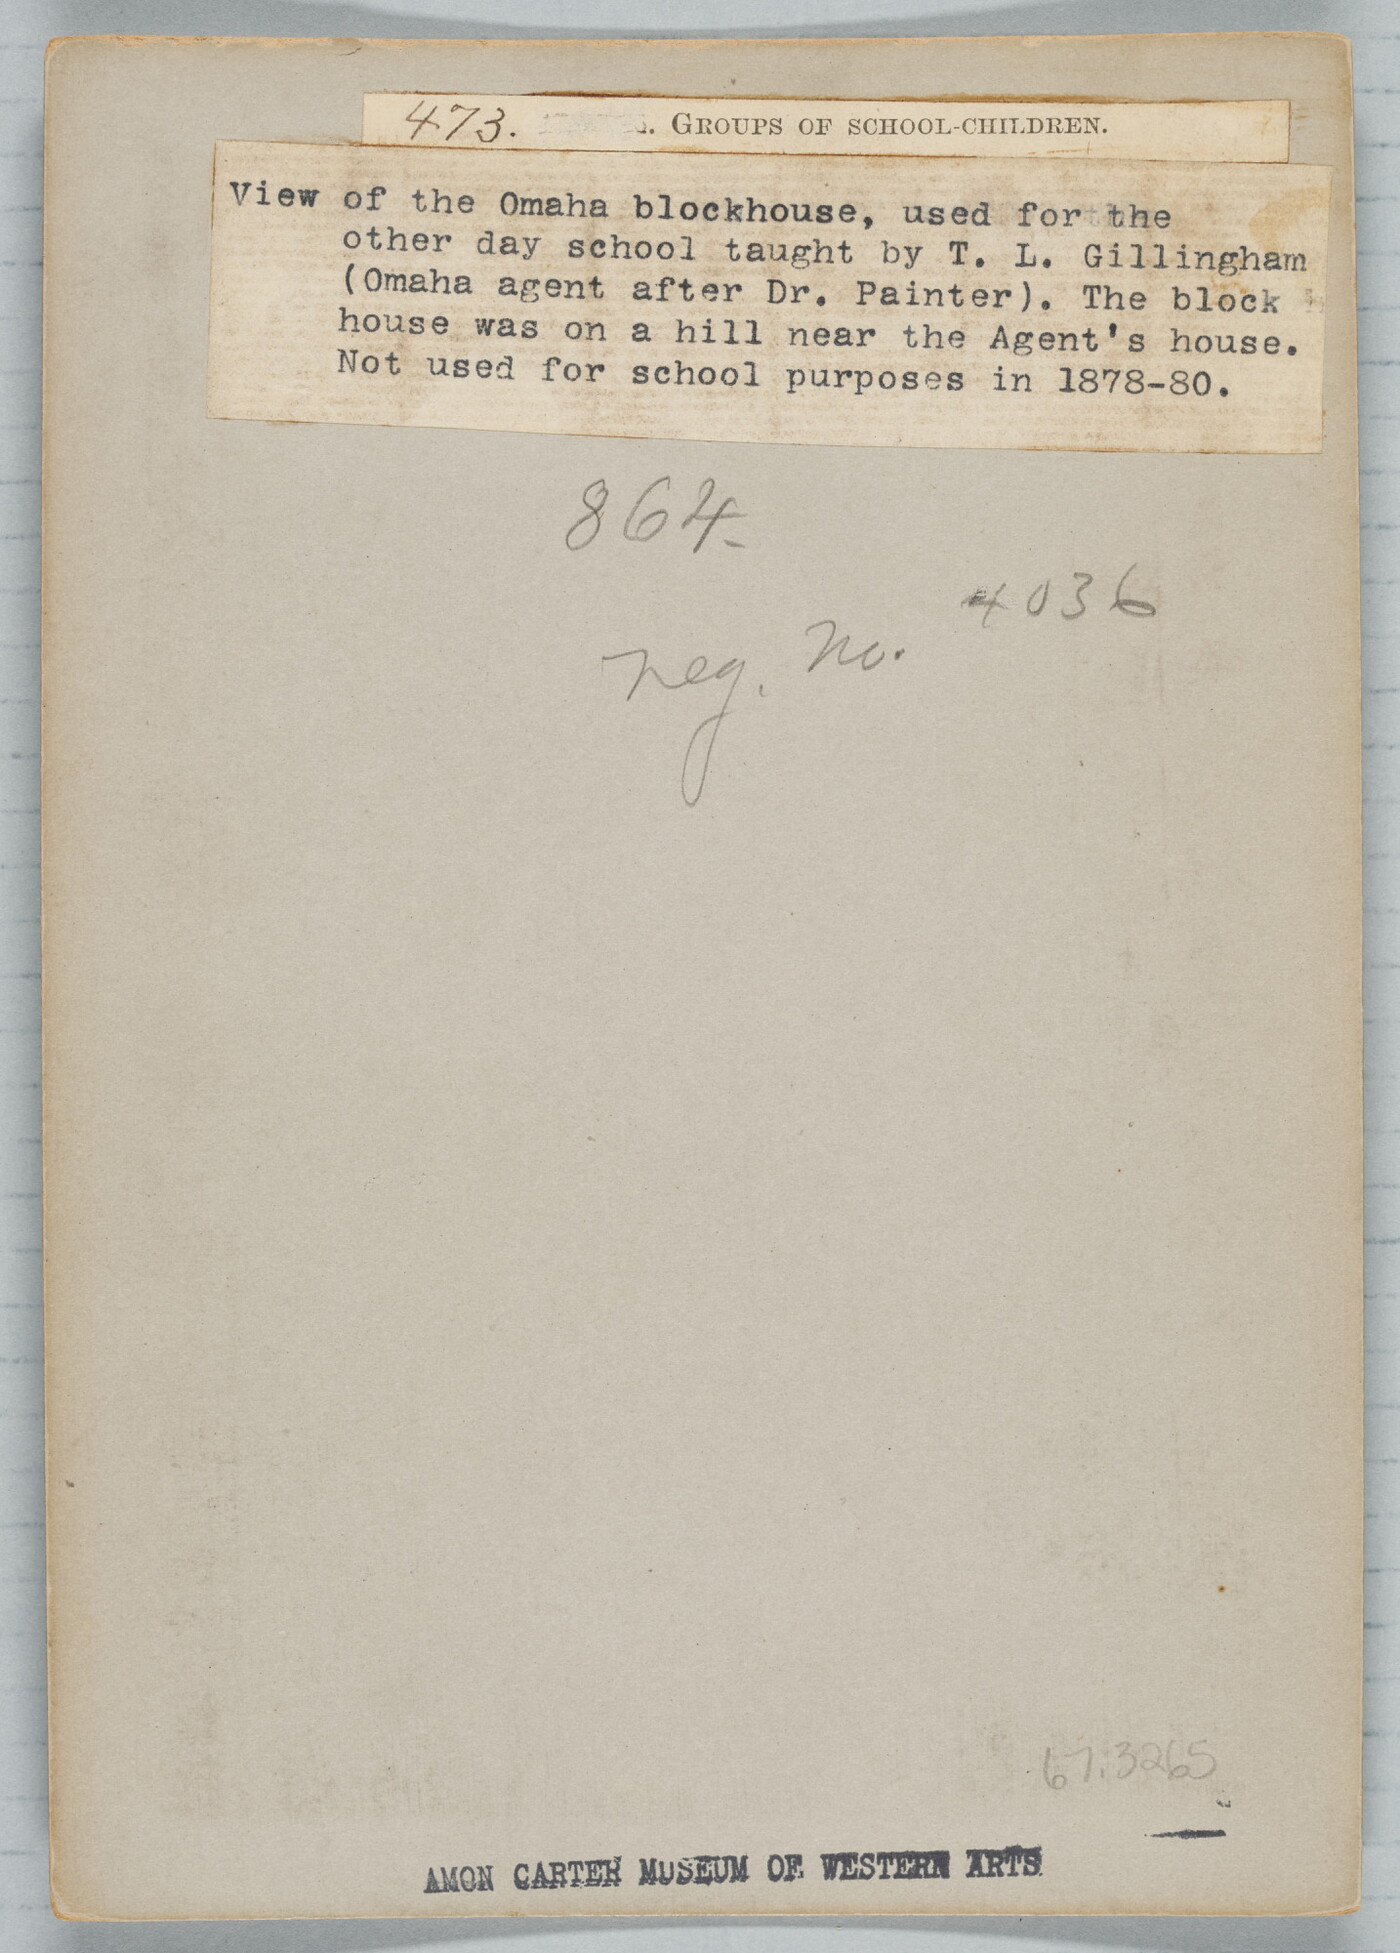 473. GROUPS OF SCHOOL-CHILDREN.
View of the Omaha blockhouse, used for the
other day school taught by T. L. Gillingham
(Omaha agent after Dr. Painter). The block
house was on a hill near the Agent's house.
Not used for school purposes in 1878-80.
864
4036
neg. no.
67.3265
AMON CARTER MUSEUM OF WESTERN ARTS